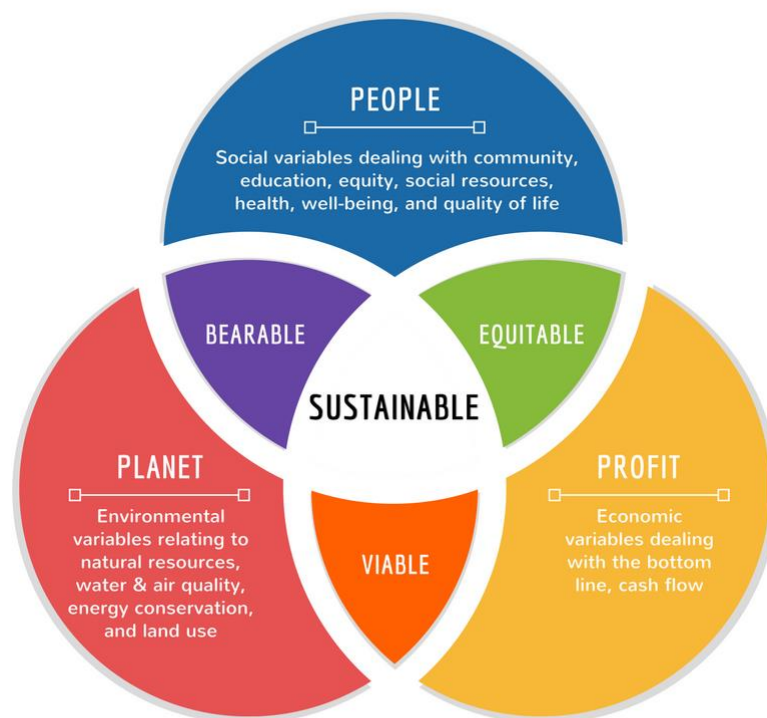 PEOPLE
Social variables dealing with community,
education, equity, social resources,
health, well-being, and quality of life
BEARABLE
EQUITABLE
SUSTAINABLE
PLANET
Environmental
variables relating to
natural resources,
water & air quality,
energy conservation,
and land use
PROFIT
Economic
variables dealing
with the bottom
line, cash flow
VIABLE